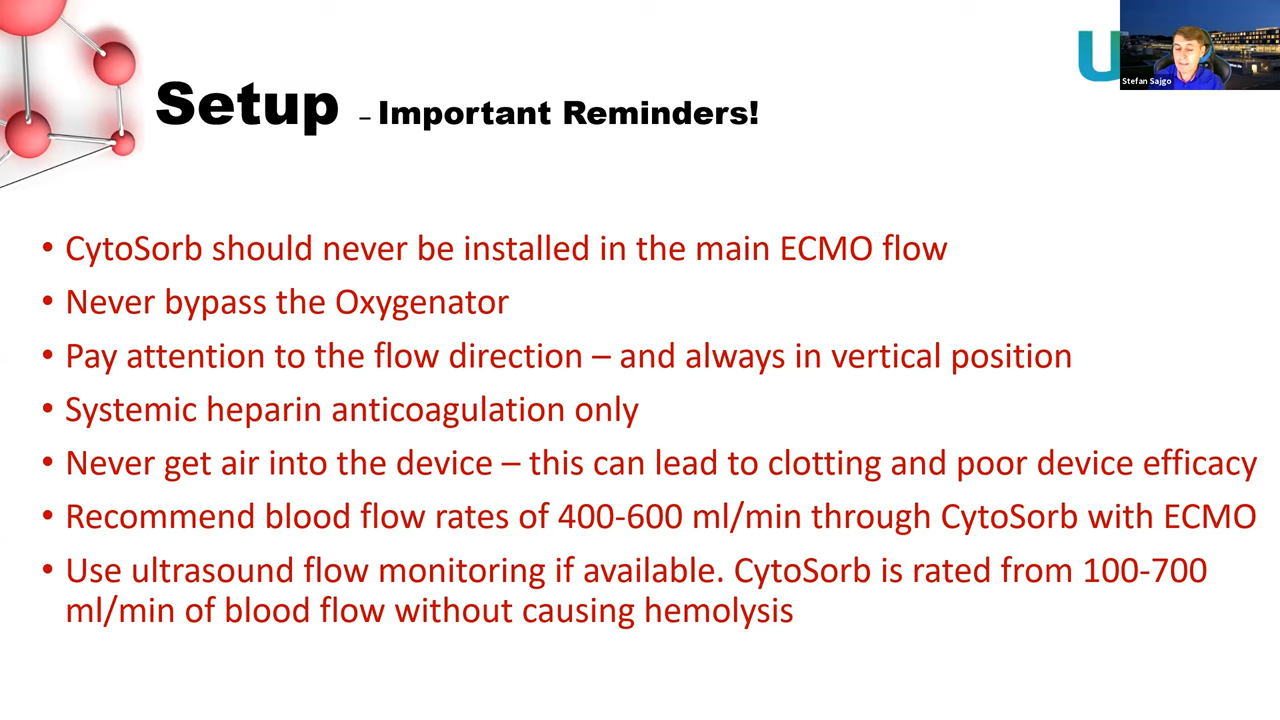 U
Stefan Sajgo
Setup – Important Reminders!
• CytoSorb should never be installed in the main ECMO flow
• Never bypass the Oxygenator
• Pay attention to the flow direction – and always in vertical position
• Systemic heparin anticoagulation only
• Never get air into the device – this can lead to clotting and poor device efficacy
• Recommend blood flow rates of 400-600 ml/min through CytoSorb with ECMO
• Use ultrasound flow monitoring if available. CytoSorb is rated from 100-700
ml/min of blood flow without causing hemolysis